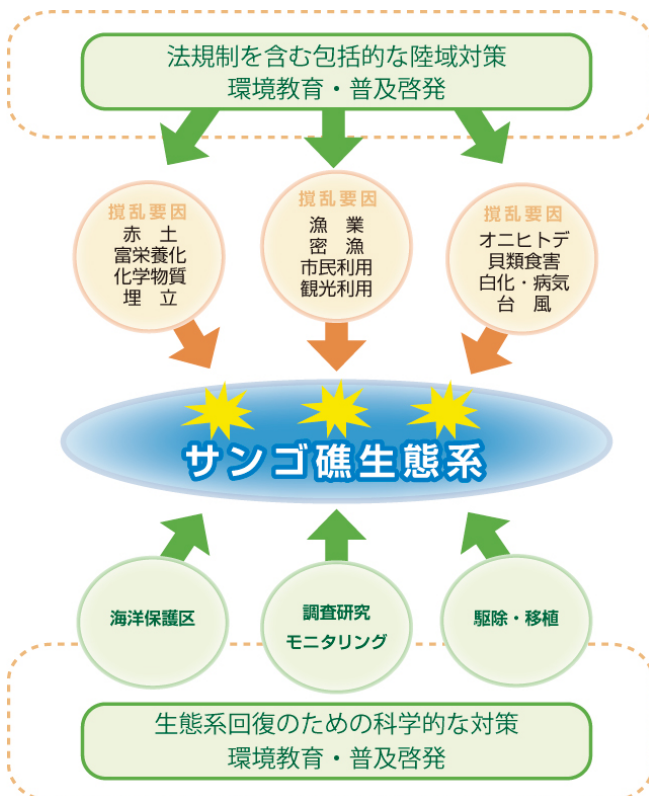 法規制を含む包括的な陸域対策
環境教育・普及啓発
撹乱要因
赤　土
富栄養化
化学物質
埋　立
撹乱要因
漁　業
密　漁
市民利用
観光利用
撹乱要因
オニヒトデ
貝類食害
白化・病気
台　風
サンゴ礁生態系
海洋保護区
調査研究
モニタリング
駆除・移植
生態系回復のための科学的な対策
環境教育・普及啓発